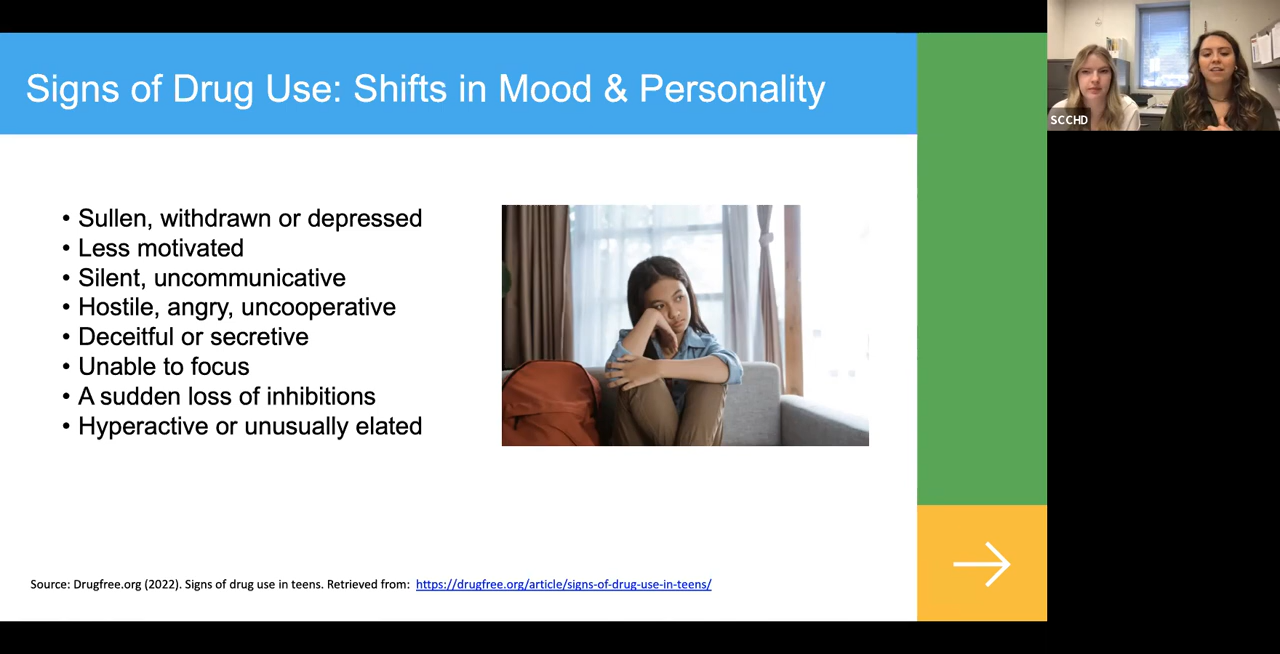 Signs of Drug Use: Shifts in Mood & Personality
SCCHD
• Sullen, withdrawn or depressed
• Less motivated
• Silent, uncommunicative
• Hostile, angry, uncooperative
• Deceitful or secretive
• Unable to focus
• A sudden loss of inhibitions
• Hyperactive or unusually elated
Source: Drugfree.org (2022). Signs of drug use in teens. Retrieved from: https://drugfree.org/article/signs-of-drug-use-in-teens/